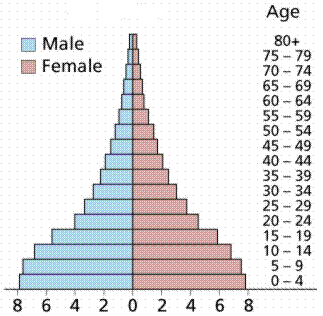 Age
80+
Male
75 – 79
Female
70 – 74
65 – 69
60 – 64
55 – 59
50 – 54
45 – 49
40 – 44
35 – 39
30 – 34
25 – 29
20 – 24
15 – 19
10 – 14
5 – 9
0 – 4
8 6 4 2 0 2 4 6 8